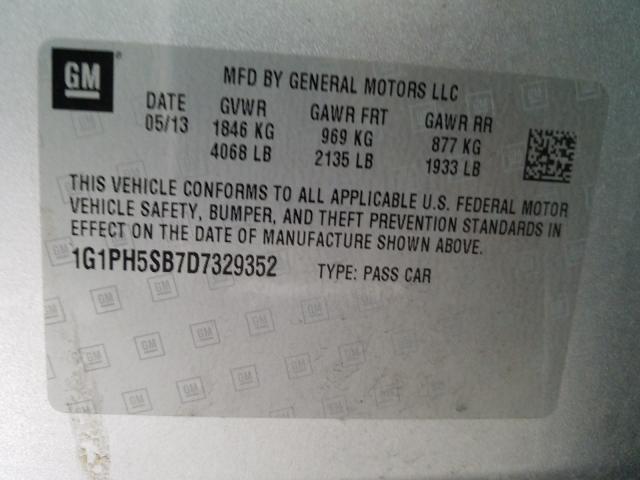 GM
MFD BY GENERAL MOTORS LLC
DATE GVWR GAWR FRT GAWR RR
05/13 1846 KG 969 KG 877 KG
4068 LB 2135 LB 1933 LB
THIS VEHICLE CONFORMS TO ALL APPLICABLE U.S. FEDERAL MOTOR
VEHICLE SAFETY, BUMPER, AND THEFT PREVENTION STANDARDS IN
EFFECT ON THE DATE OF MANUFACTURE SHOWN ABOVE.
1G1PH5SB7D7329352 TYPE: PASS CAR